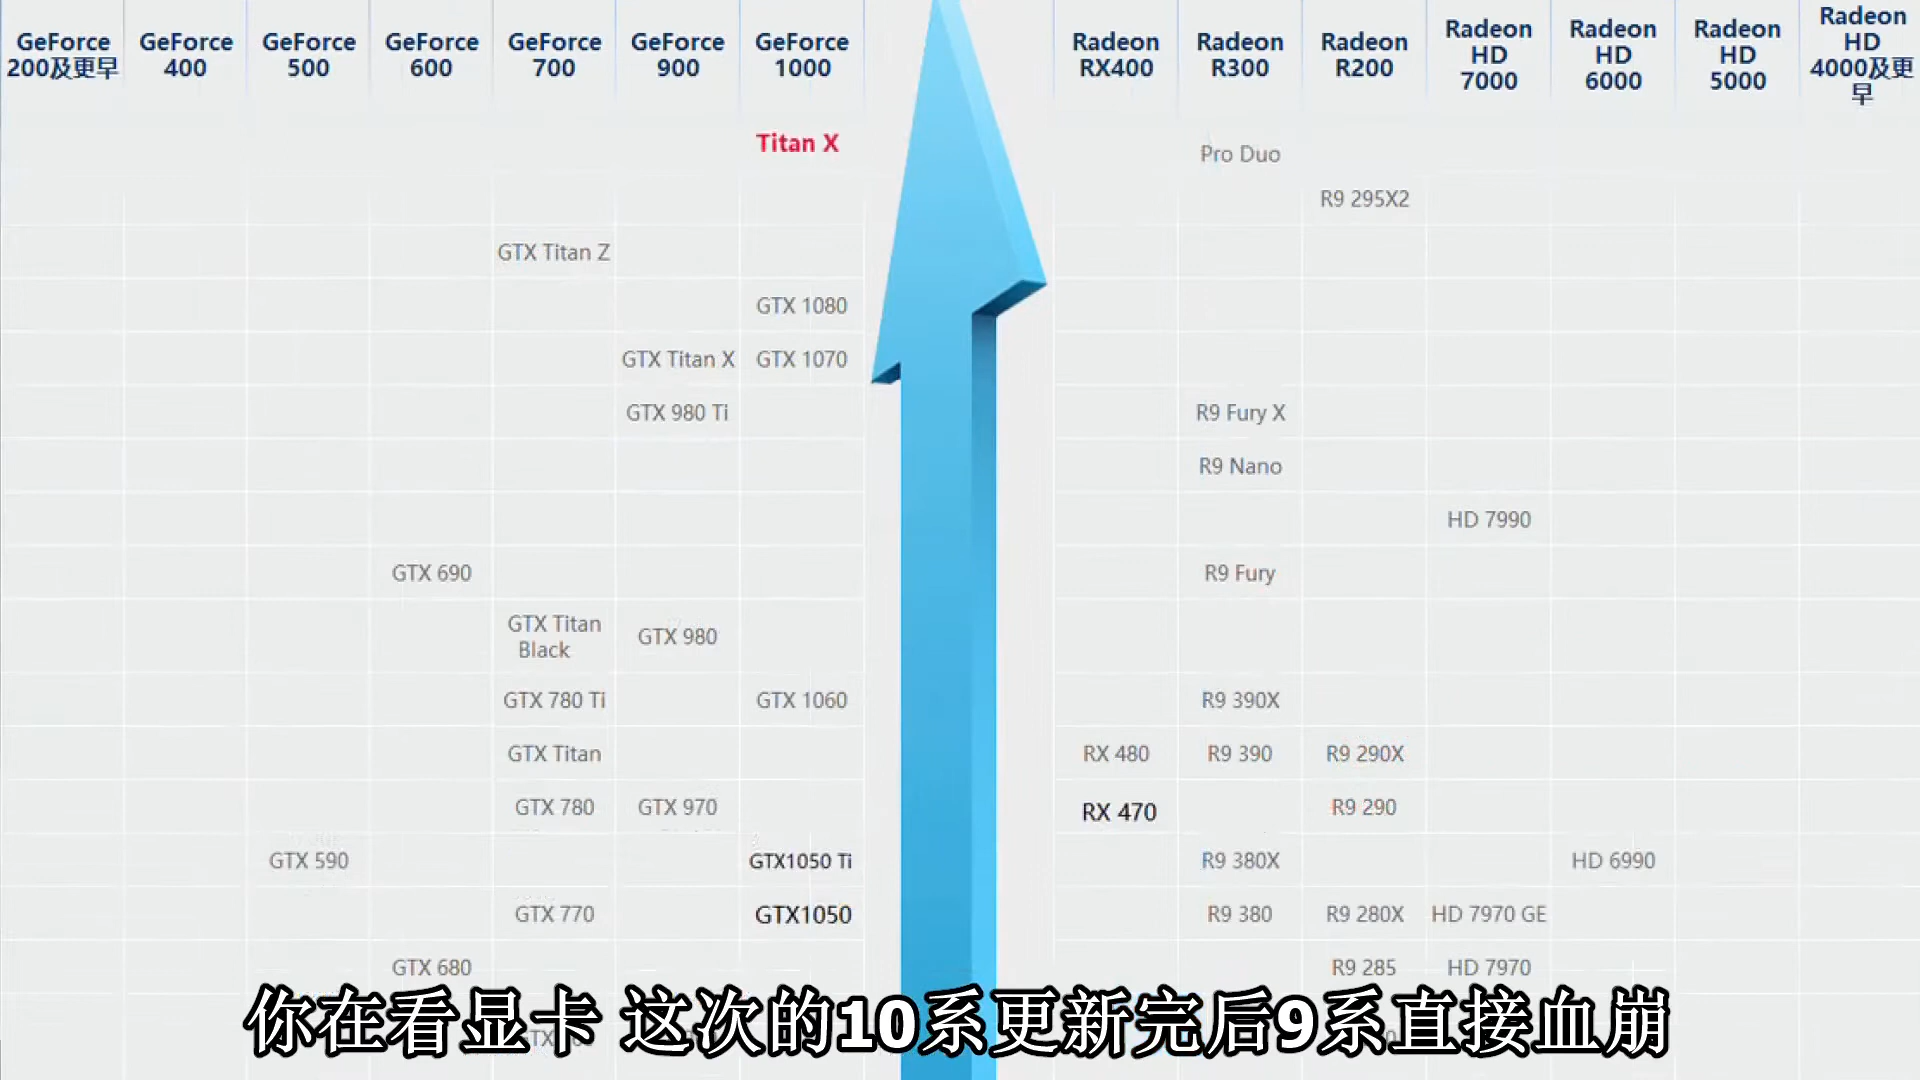 GeForce 200及更早
GeForce 400
GeForce 500
GeForce 600
GeForce 700
GeForce 900
GeForce 1000
Radeon RX400
Radeon R300
Radeon R200
Radeon HD 7000
Radeon HD 6000
Radeon HD 5000
Radeon HD 4000及更早
Titan X
Pro Duo
R9 295X2
GTX Titan Z
GTX 1080
GTX Titan X
GTX 1070
GTX 980 Ti
R9 Fury X
R9 Nano
HD 7990
GTX 690
R9 Fury
GTX Titan Black
GTX 980
GTX 780 Ti
GTX 1060
R9 390X
GTX Titan
RX 480
R9 390
R9 290X
GTX 780
GTX 970
RX 470
R9 290
GTX 590
GTX1050 Ti
R9 380X
HD 6990
GTX 770
GTX1050
R9 380
R9 280X
HD 7970 GE
GTX 680
R9 285
HD 7970
你在看显卡 这次的10系更新完后9系直接血崩